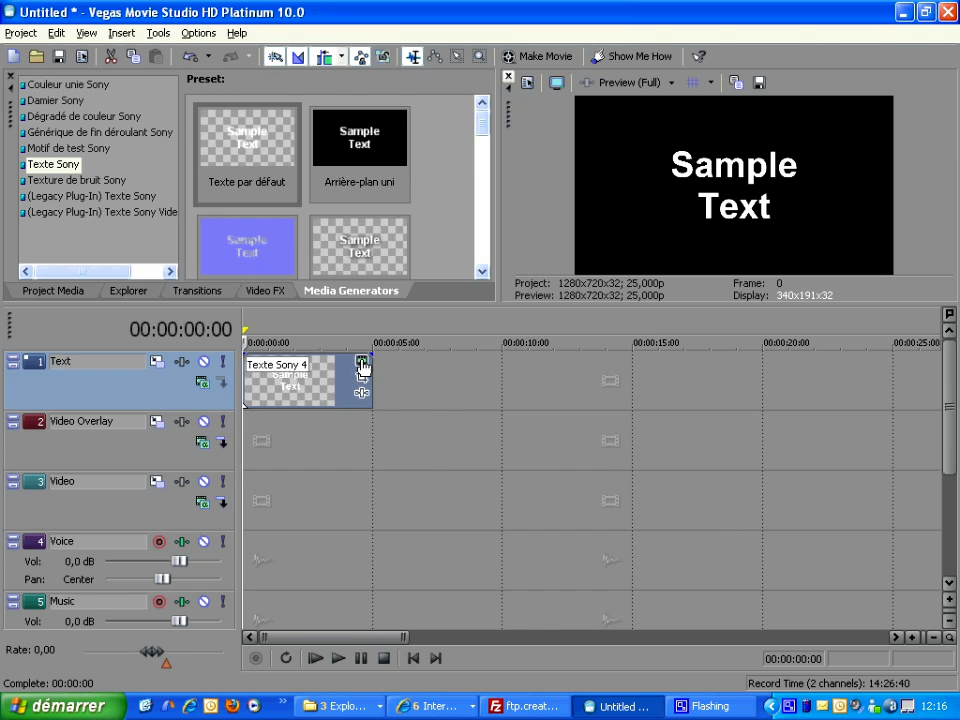 Untitled * - Vegas Movie Studio HD Platinum 10.0
Project Edit View Insert Tools Options Help
Make Movie Show Me How
Couleur unie Sony
Damier Sony
Dégradé de couleur Sony
Générique de fin déroulant Sony
Motif de test Sony
Texte Sony
Texture de bruit Sony
(Legacy Plug-In) Texte Sony
(Legacy Plug-In) Texte Sony Vide
Preset:
Sample Text
Texte par défaut
Sample Text
Arrière-plan uni
Sample Text
Sample Text
Preview (Full)
Sample
Text
Project: 1280x720x32; 25,000p Frame: 0
Preview: 1280x720x32; 25,000p Display: 340x191x32
Project Media Explorer Transitions Video FX Media Generators
00:00:00:00
0:00:00:00 00:00:05:00 00:00:10:00 00:00:15:00 00:00:20:00 00:00:25:00
1 Text
Texte Sony 4
Sample
Text
2 Video Overlay
3 Video
4 Voice
Vol: 0,0 dB
Pan: Center
5 Music
Vol: 0,0 dB
Rate: 0,00
00:00:00:00
Complete: 00:00:00 Record Time (2 channels): 14:26:40
démarrer 3 Explo... 6 Inter... ftp.creat... Untitled ... Flashing 12:16